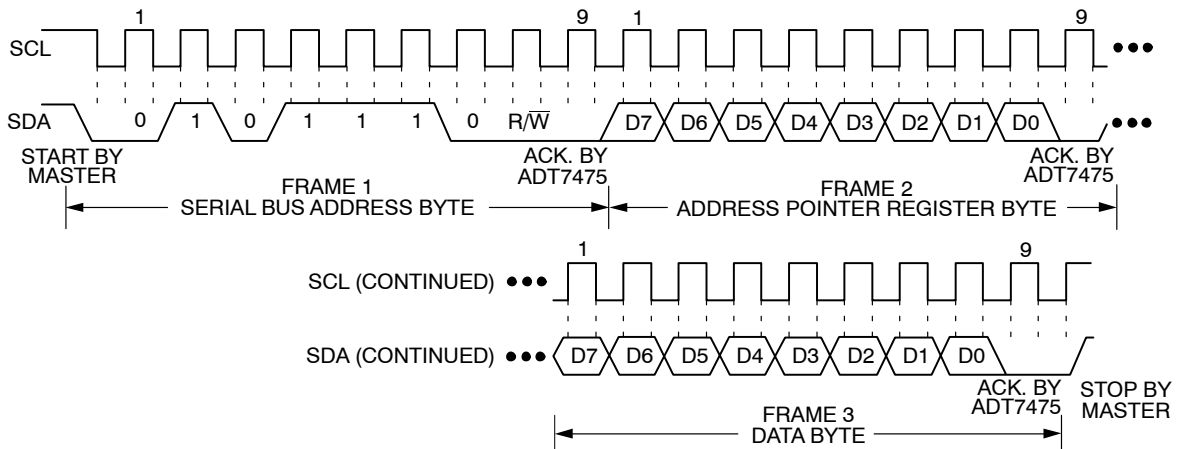 1 9 1 9
SCL
SDA 0 1 0 1 1 1 0 R/W̅ D7 D6 D5 D4 D3 D2 D1 D0
START BY MASTER
ACK. BY ADT7475
ACK. BY ADT7475
FRAME 1
SERIAL BUS ADDRESS BYTE
FRAME 2
ADDRESS POINTER REGISTER BYTE
1 9
SCL (CONTINUED)
SDA (CONTINUED) D7 D6 D5 D4 D3 D2 D1 D0
ACK. BY ADT7475
STOP BY MASTER
FRAME 3
DATA BYTE